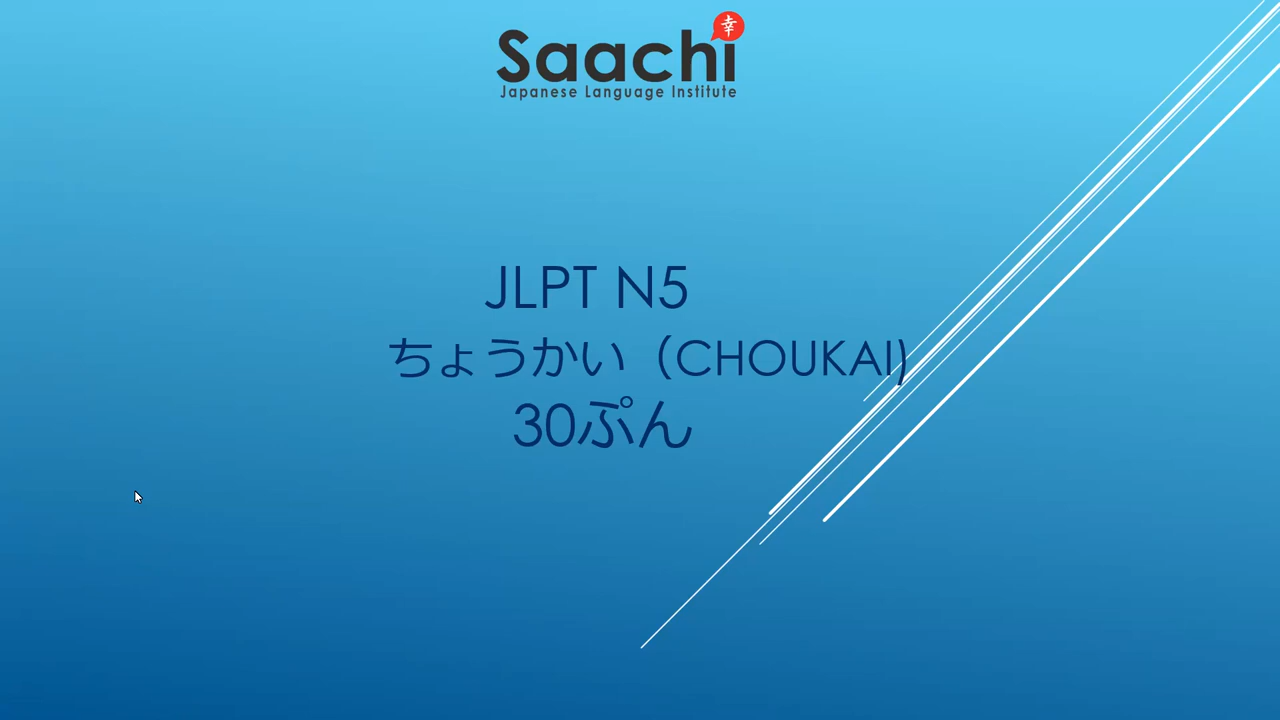 幸
Saachi
Japanese Language Institute
JLPT N5
ちょうかい（CHOUKAI)
30ぷん